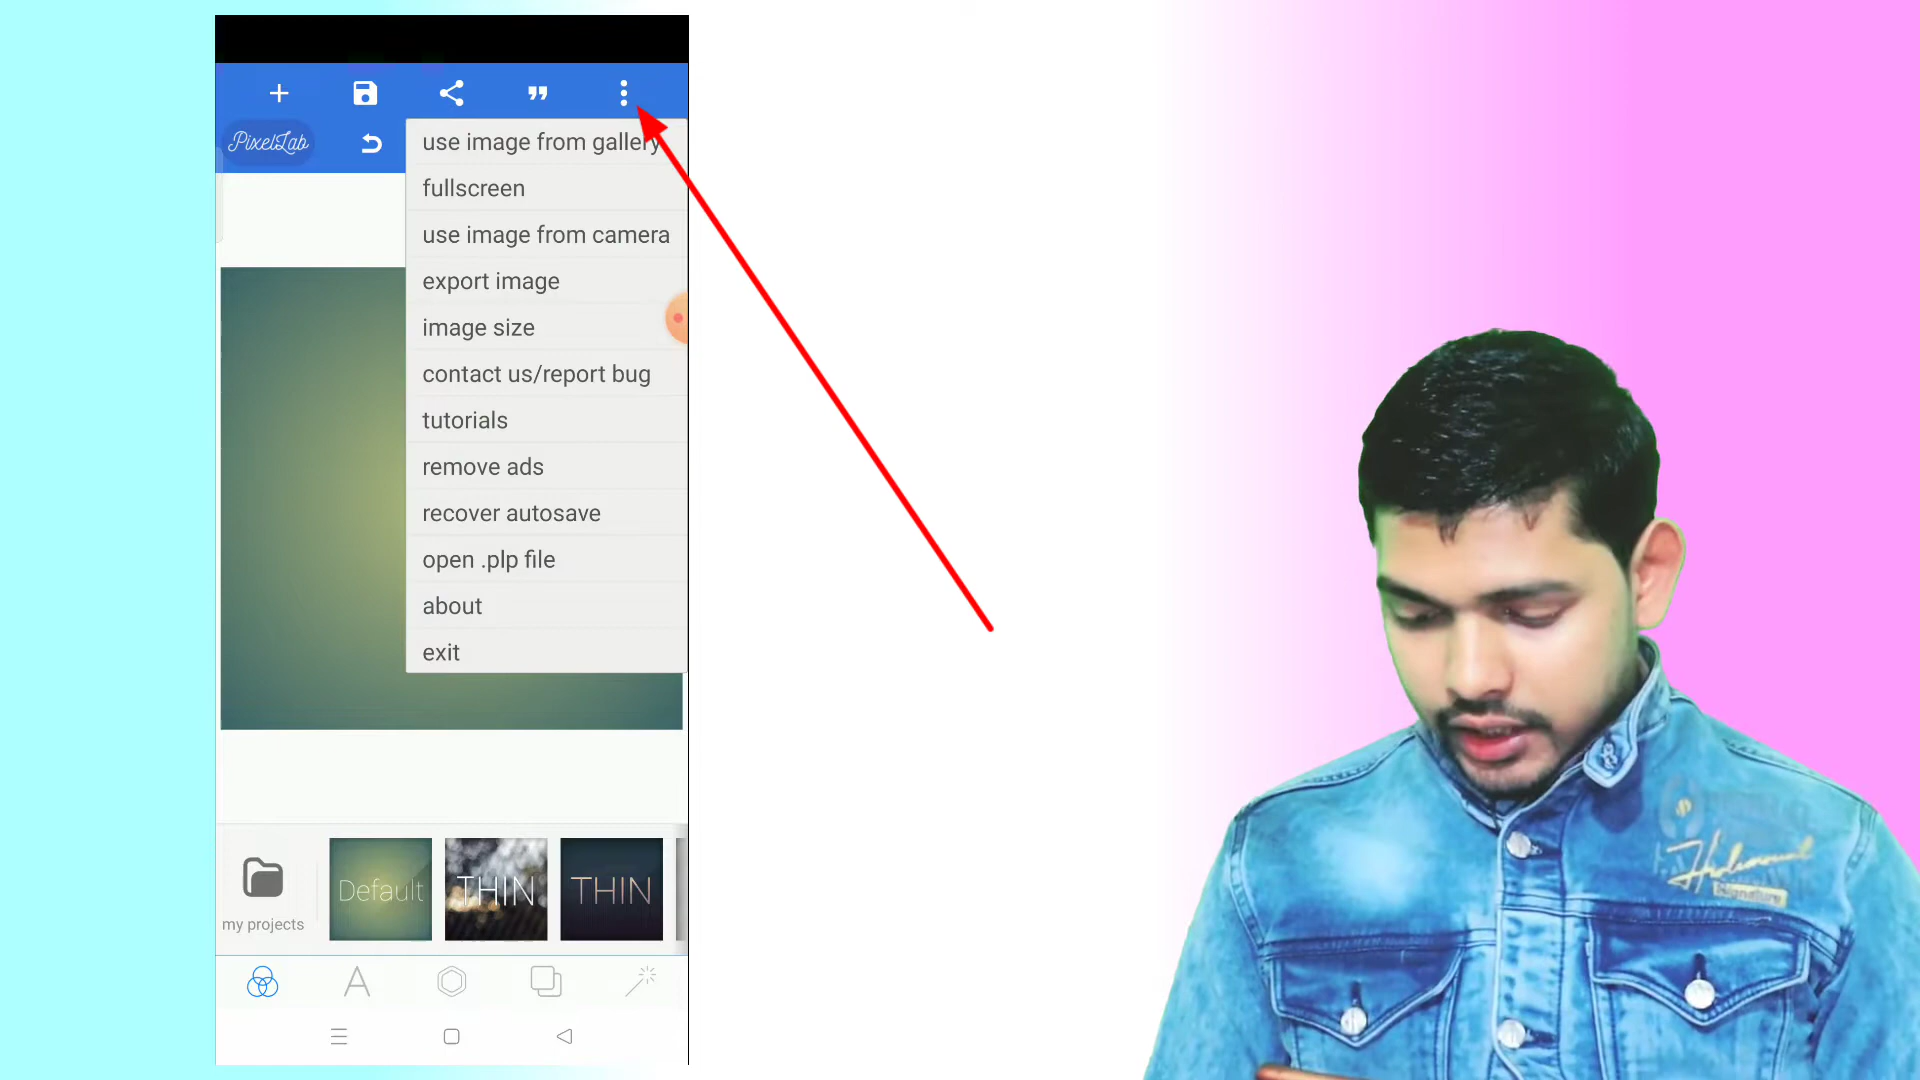 PixelLab
use image from gallery
fullscreen
use image from camera
export image
image size
contact us/report bug
tutorials
remove ads
recover autosave
open .plp file
about
exit
my projects
Default
THIN
THIN
Signature